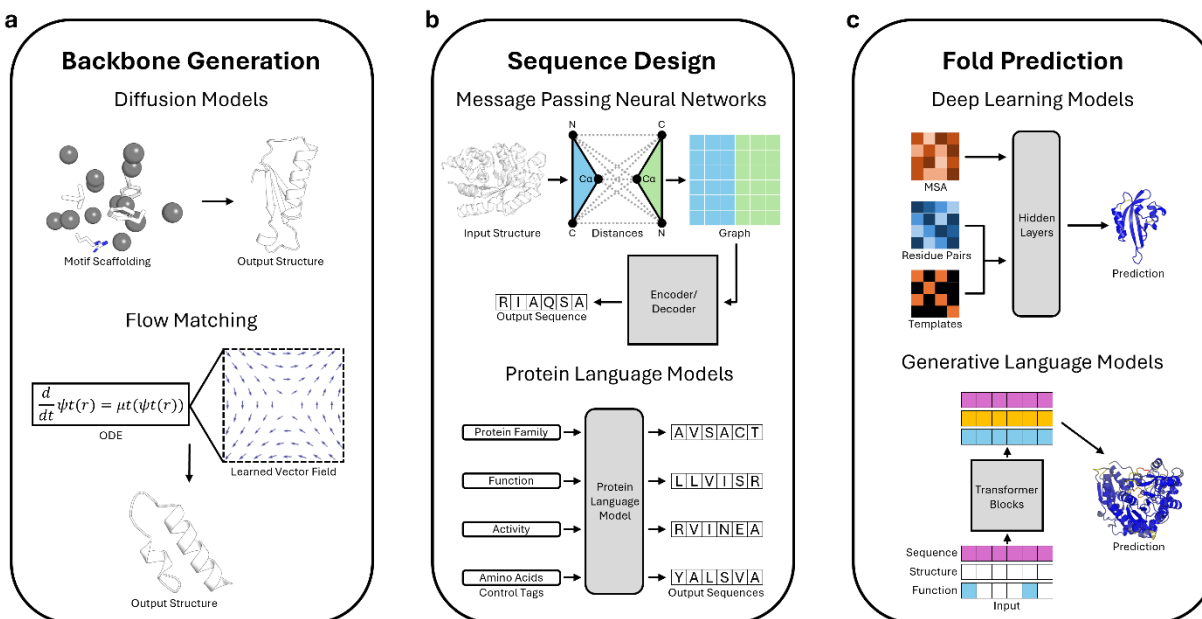 a
Backbone Generation
Diffusion Models
Motif Scaffolding
Output Structure
Flow Matching
d/dt ψt(r) = μt(ψt(r))
ODE
Learned Vector Field
Output Structure
b
Sequence Design
Message Passing Neural Networks
N C
Cα Cα
C N
Input Structure
Distances
Graph
Encoder/
Decoder
R I A Q S A
Output Sequence
Protein Language Models
Protein Family
A V S A C T
Function
L L V I S R
Protein
Language
Model
Activity
R V I N E A
Amino Acids
Y A L S V A
Control Tags
Output Sequences
c
Fold Prediction
Deep Learning Models
MSA
Residue Pairs
Templates
Hidden
Layers
Prediction
Generative Language Models
Transformer
Blocks
Prediction
Sequence
Structure
Function
Input